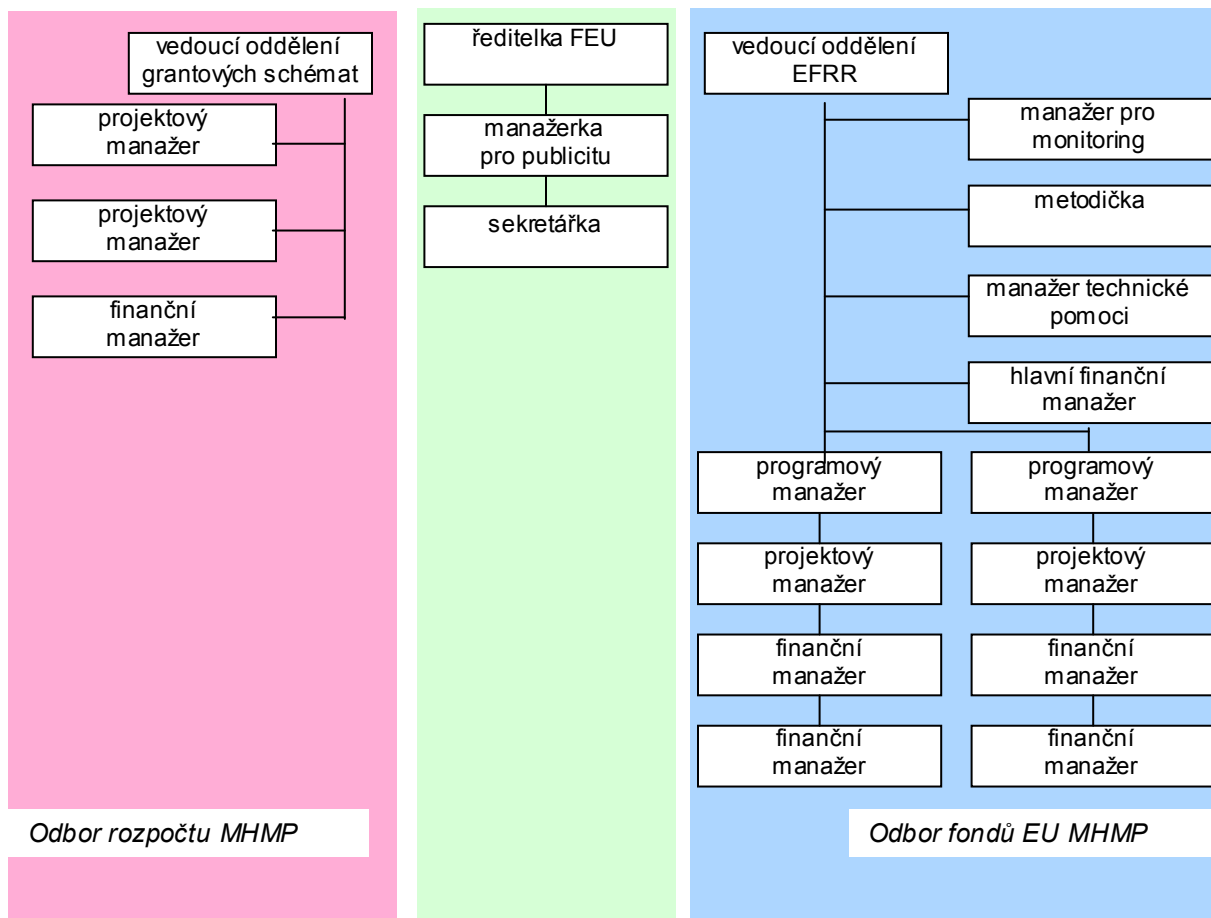 vedoucí oddělení
grantových schémat
projektový
manažer
projektový
manažer
finanční
manažer
Odbor rozpočtu MHMP
ředitelka FEU
manažerka
pro publicitu
sekretářka
vedoucí oddělení
EFRR
manažer pro
monitoring
metodička
manažer technické
pomoci
hlavní finanční
manažer
programový
manažer
projektový
manažer
finanční
manažer
finanční
manažer
programový
manažer
projektový
manažer
finanční
manažer
finanční
manažer
Odbor fondů EU MHMP